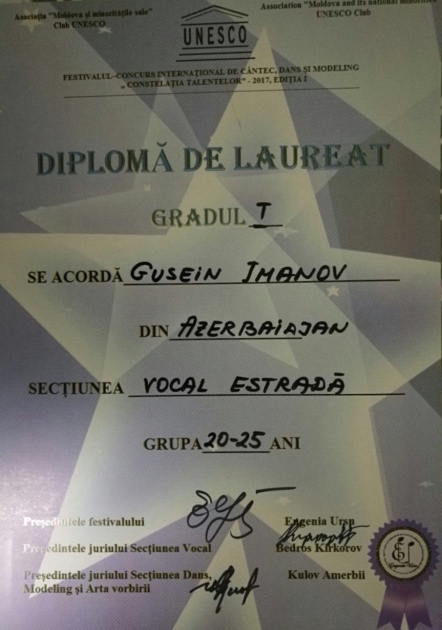 Asociația "Moldova și minoritățile sale"
Club UNESCO
Association "Moldova and its national minorities"
UNESCO Club
UNESCO
FESTIVALUL-CONCURS INTERNAȚIONAL DE CÂNTEC, DANS ȘI MODELING
„ CONSTELAȚIA TALENTELOR" - 2017, EDIȚIA I
DIPLOMĂ DE LAUREAT
GRADUL I
SE ACORDĂ GUSEIN IMANOV
DIN AZERBAIAJAN
SECȚIUNEA VOCAL ESTRADĂ
GRUPA 20-25 ANI
Președintele festivalului Eugenia Ursu
Președintele juriului Secțiunea Vocal Bedros Kirkorov
Președintele juriului Secțiunea Dans, Kulov Amerbii
Modeling și Arta vorbirii